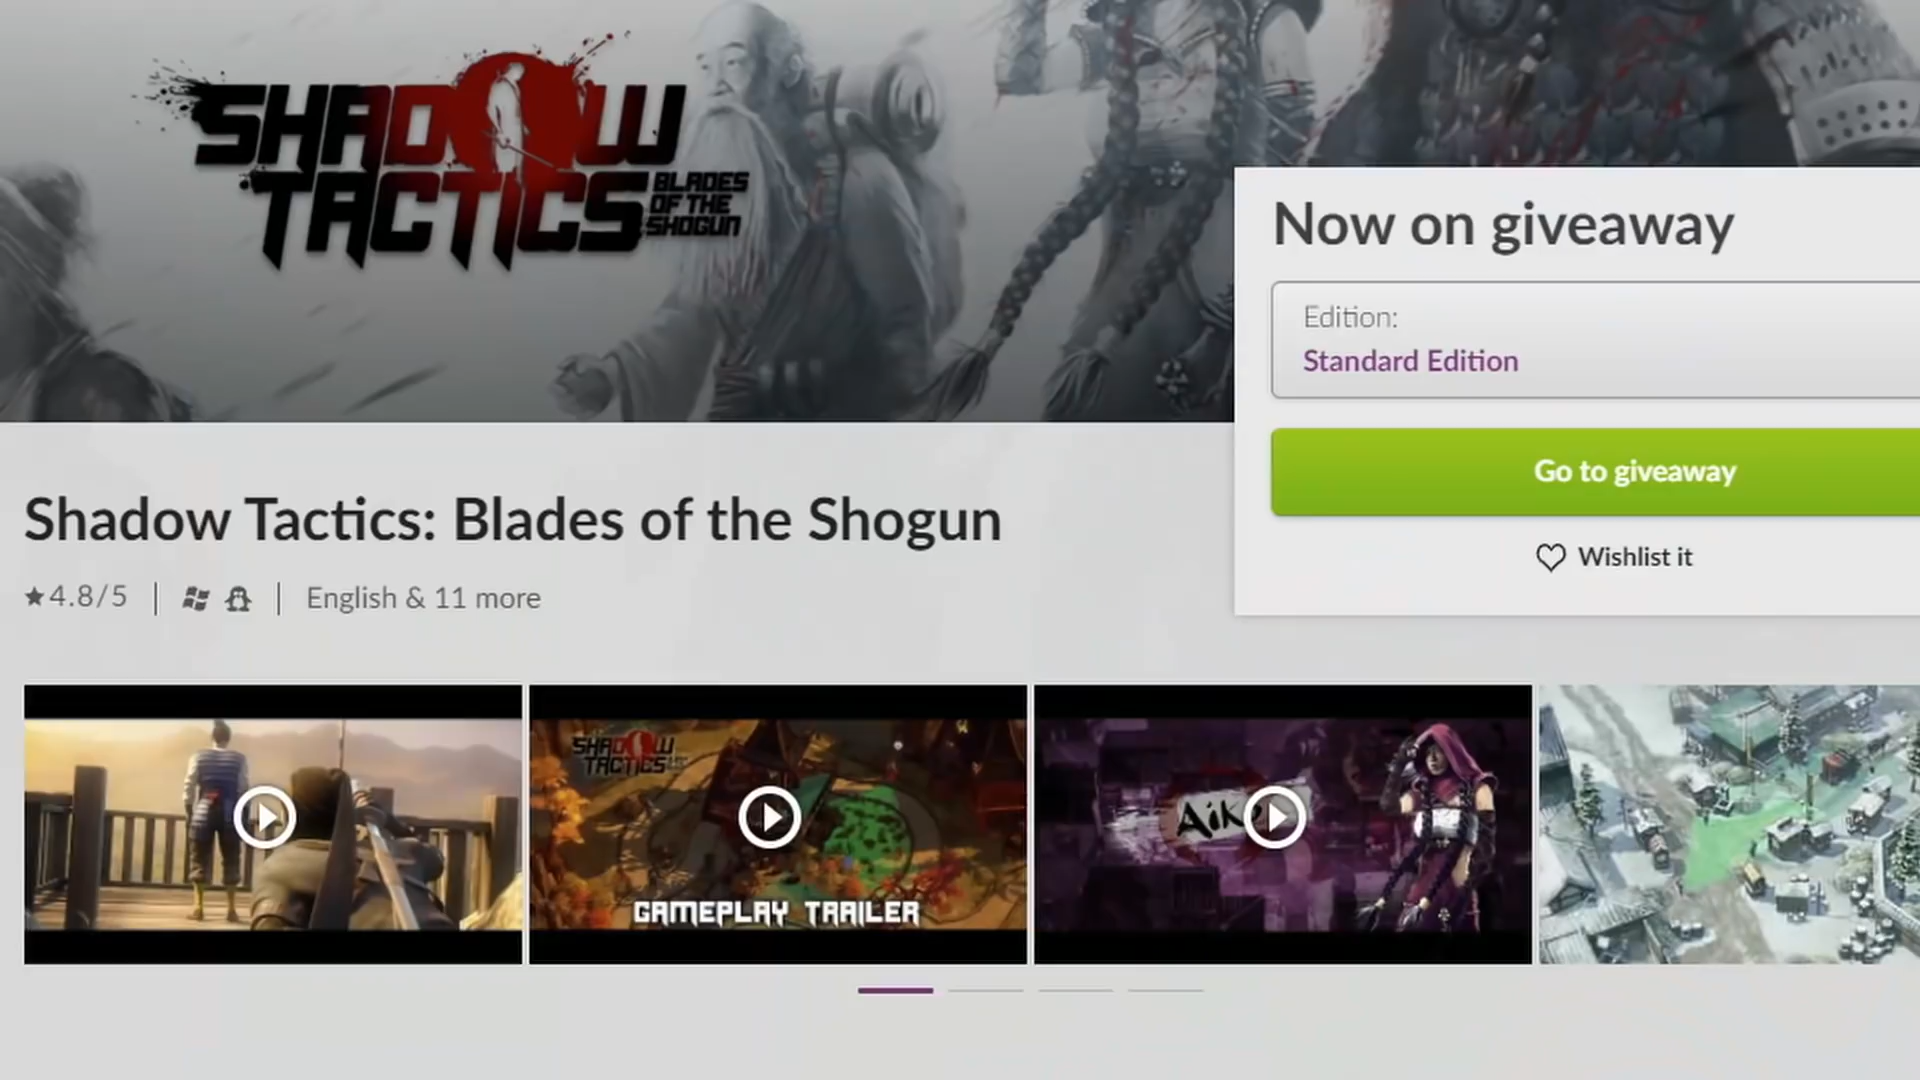 SHADOW
TACTICS
BLADES
OF THE
SHOGUN
Now on giveaway
Edition:
Standard Edition
Go to giveaway
Wishlist it
Shadow Tactics: Blades of the Shogun
4.8/5
English & 11 more
SHADOW
TACTICS
GAMEPLAY TRAILER
Aiko